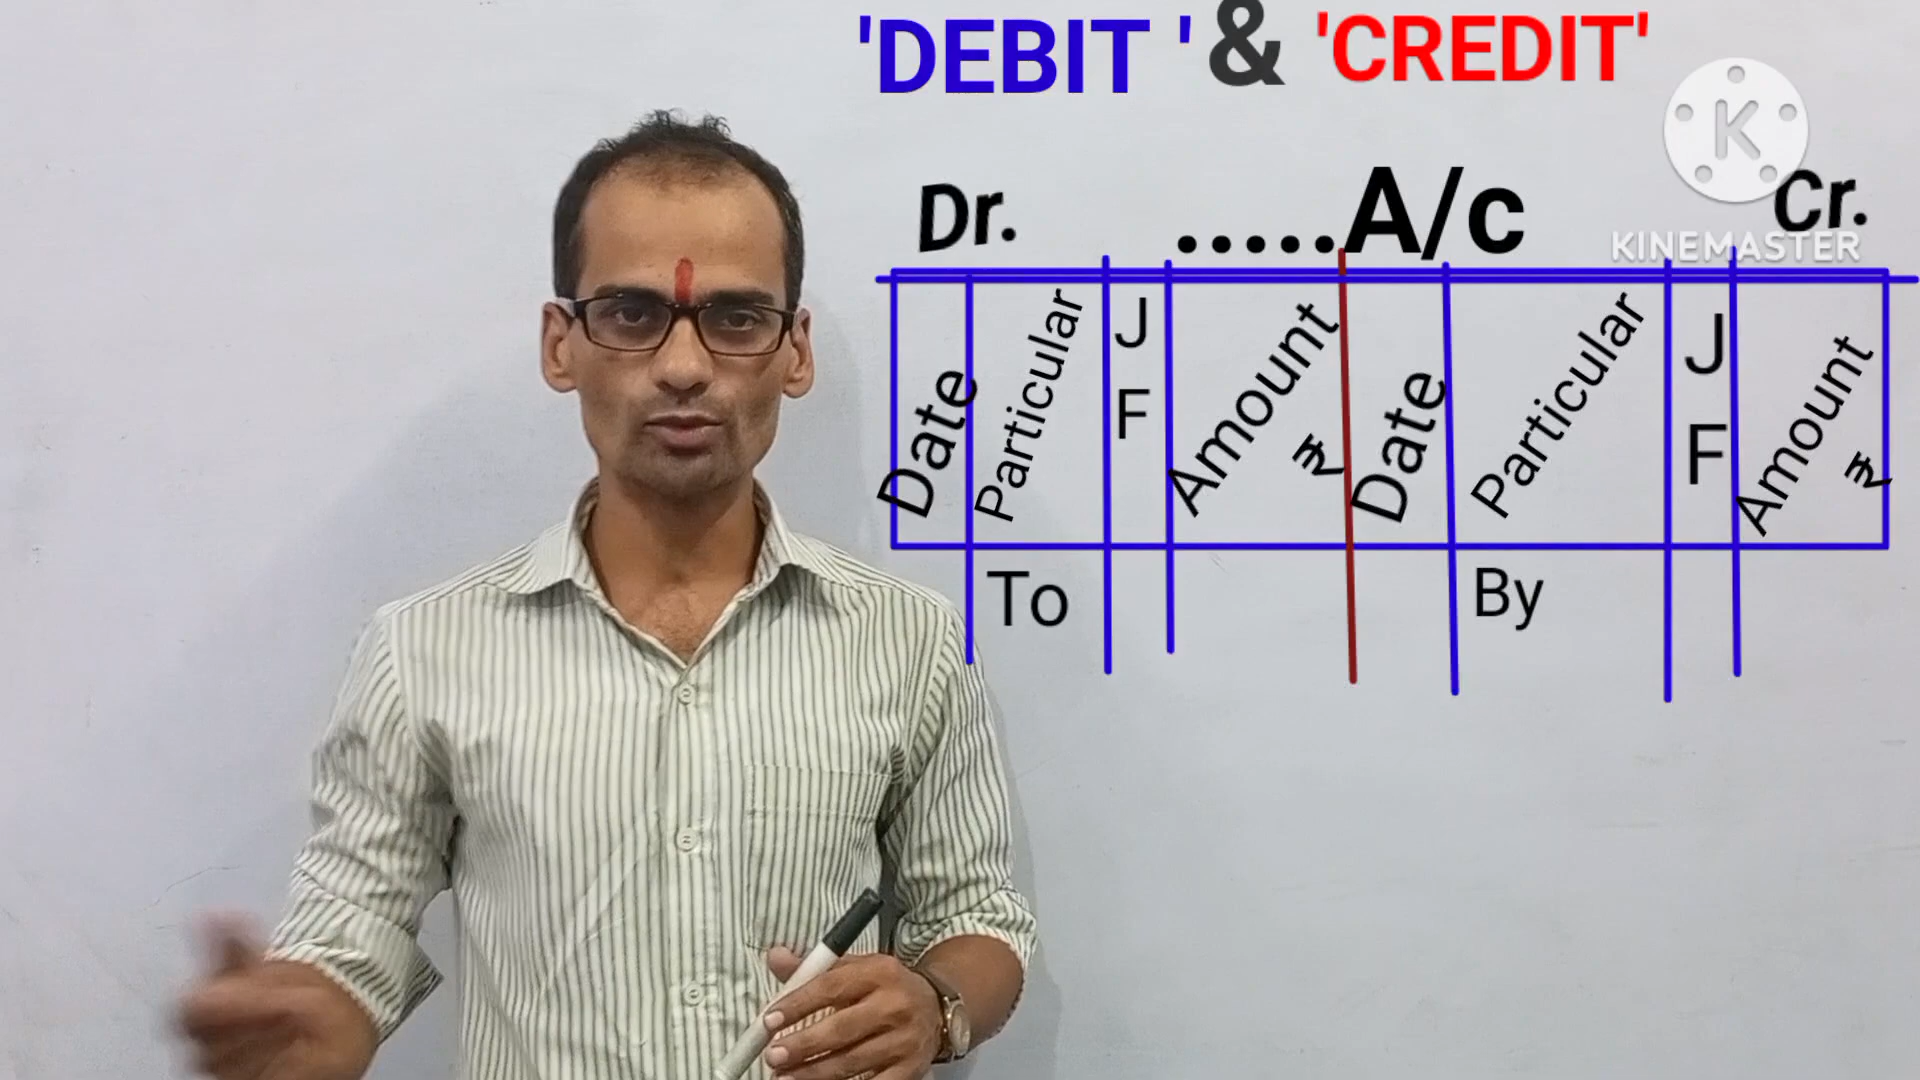 'DEBIT ' & 'CREDIT'
K
KINEMASTER
Dr. .....A/c Cr.
Date Particular J F Amount ₹ Date Particular J F Amount ₹
To By